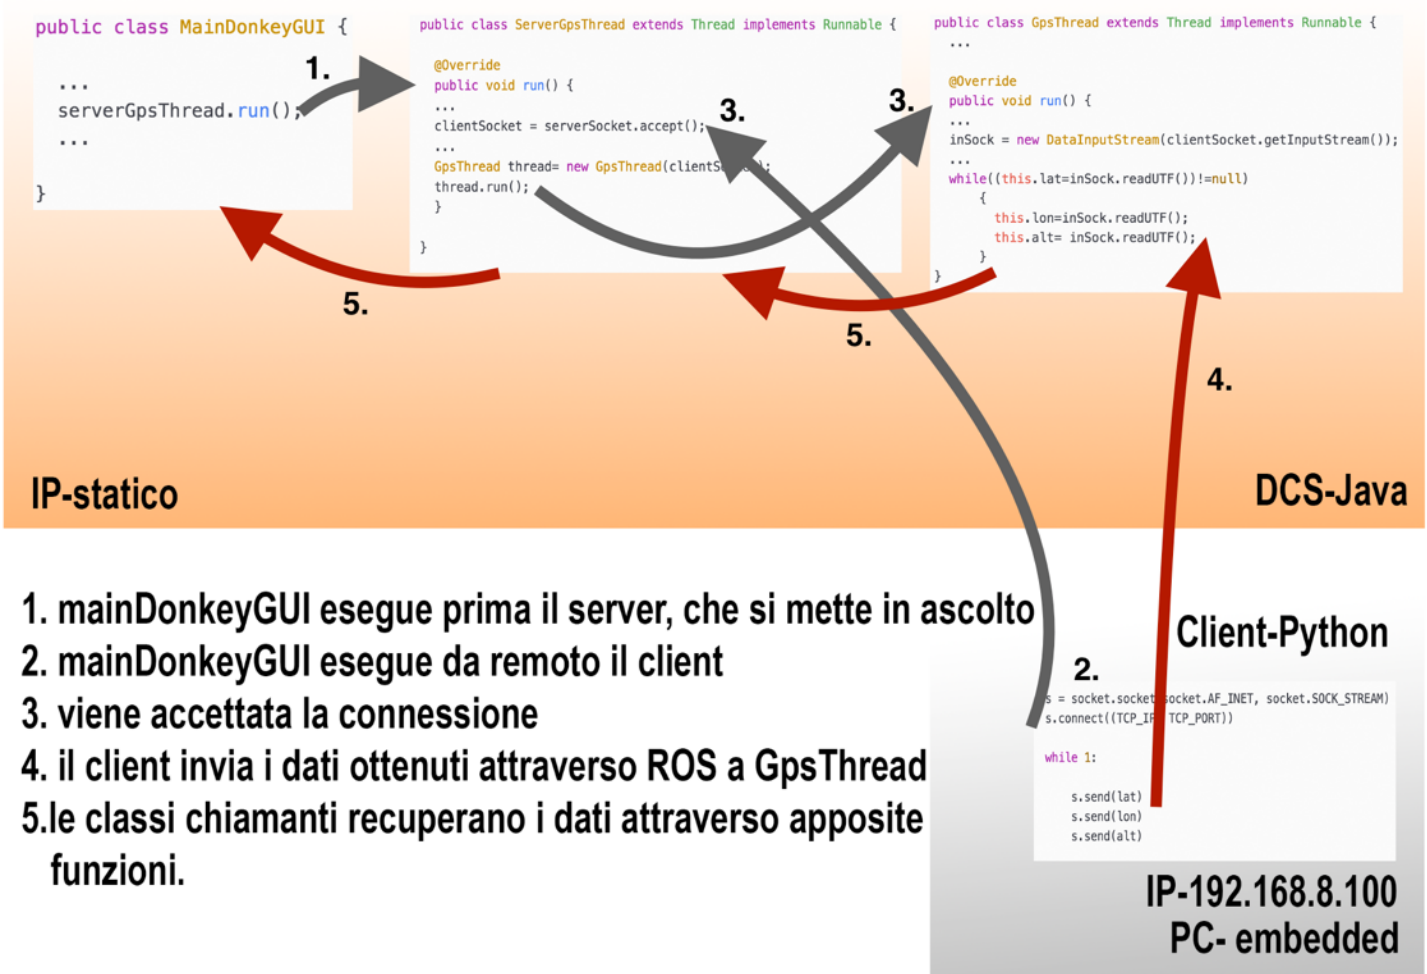 public class MainDonkeyGUI {
...
serverGpsThread.run();
...
}
1.
public class ServerGpsThread extends Thread implements Runnable {
@Override
public void run() {
...
clientSocket = serverSocket.accept();
...
GpsThread thread= new GpsThread(clientS
);
thread.run();
}
}
3.
public class GpsThread extends Thread implements Runnable {
...
@Override
public void run() {
...
inSock = new DataInputStream(clientSocket.getInputStream());
...
while((this.lat=inSock.readUTF())!=null)
{
this.lon=inSock.readUTF();
this.alt= inSock.readUTF();
}
}
3.
5.
5.
4.
IP-statico
DCS-Java
1. mainDonkeyGUI esegue prima il server, che si mette in ascolto
2. mainDonkeyGUI esegue da remoto il client
3. viene accettata la connessione
4. il client invia i dati ottenuti attraverso ROS a GpsThread
5.le classi chiamanti recuperano i dati attraverso apposite
funzioni.
Client-Python
2.
s = socket.socket(socket.AF_INET, socket.SOCK_STREAM)
s.connect((TCP_IP, TCP_PORT))
while 1:
s.send(lat)
s.send(lon)
s.send(alt)
IP-192.168.8.100
PC- embedded